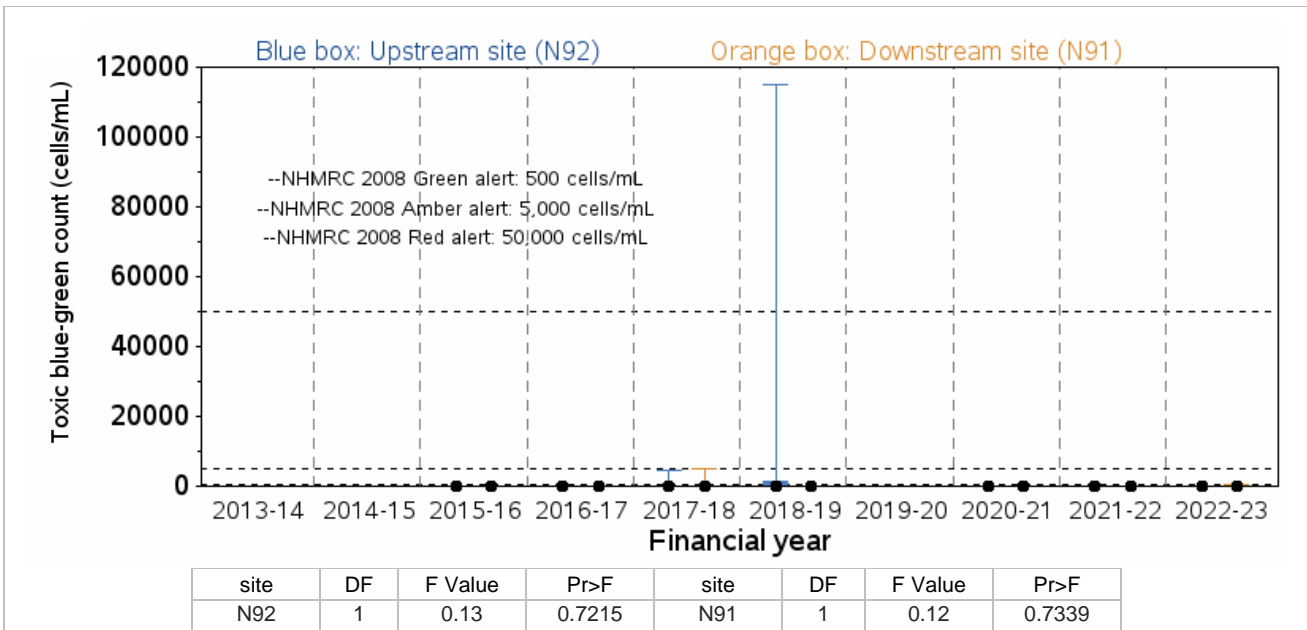 Blue box: Upstream site (N92) Orange box: Downstream site (N91)
Toxic blue-green count (cells/mL)
120000
100000
80000
60000
40000
20000
0
--NHMRC 2008 Green alert: 500 cells/mL
--NHMRC 2008 Amber alert: 5,000 cells/mL
--NHMRC 2008 Red alert: 50,000 cells/mL
2013-14 2014-15 2015-16 2016-17 2017-18 2018-19 2019-20 2020-21 2021-22 2022-23
Financial year
site DF F Value Pr>F site DF F Value Pr>F
N92 1 0.13 0.7215 N91 1 0.12 0.7339